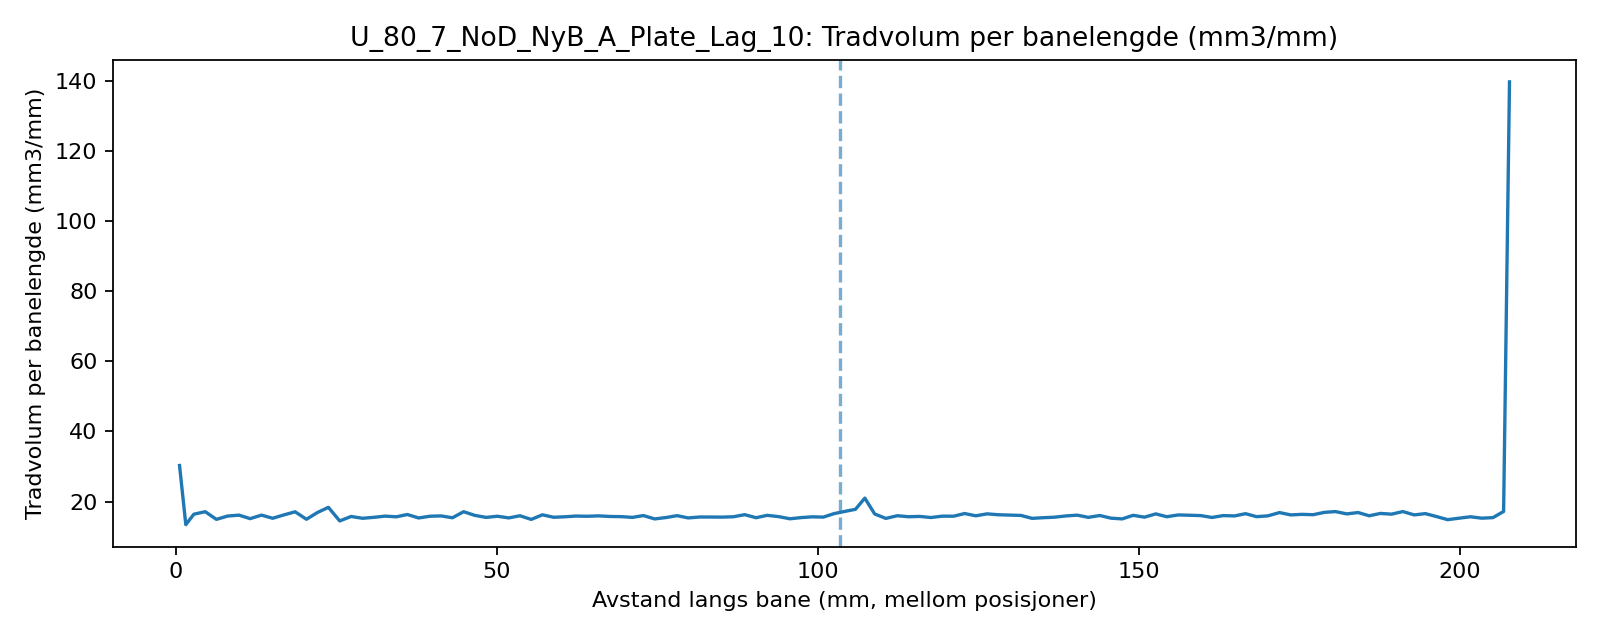 U_80_7_NoD_NyB_A_Plate_Lag_10: Tradvolum per banelengde (mm3/mm)
Tradvolum per banelengde (mm3/mm)
140
120
100
80
60
40
20
0 50 100 150 200
Avstand langs bane (mm, mellom posisjoner)